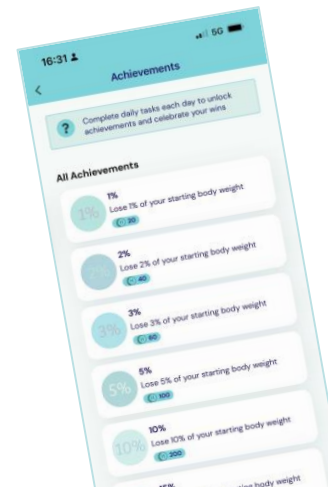 16:31
5G
Achievements
?
Complete daily tasks each day to unlock
achievements and celebrate your wins
All Achievements
1%
1%
Lose 1% of your starting body weight
20
2%
2%
Lose 2% of your starting body weight
40
3%
3%
Lose 3% of your starting body weight
60
5%
5%
Lose 5% of your starting body weight
100
10%
10%
Lose 10% of your starting body weight
200
body weight